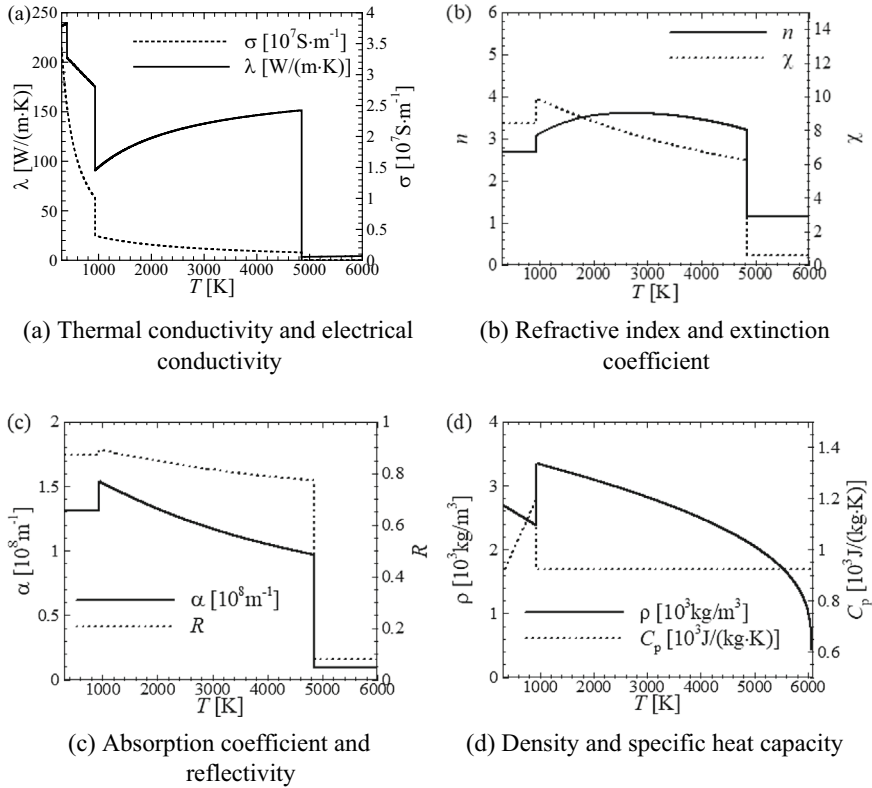 (a)
σ [10⁷S·m⁻¹]
λ [W/(m·K)]
250
200
150
100
50
0
λ [W/(m·K)]
1000 2000 3000 4000 5000 6000
T [K]
4
3.5
3
2.5
2
1.5
1
0.5
0
σ [10⁷S·m⁻¹]
(a) Thermal conductivity and electrical
conductivity
(b)
n
χ
6
5
4
3
2
1
0
n
1000 2000 3000 4000 5000 6000
T [K]
14
12
10
8
6
4
2
0
χ
(b) Refractive index and extinction
coefficient
(c)
2
1.5
1
0.5
0
α [10⁸m⁻¹]
α [10⁸m⁻¹]
R
1000 2000 3000 4000 5000 6000
T [K]
1
0.8
0.6
0.4
0.2
0
R
(c) Absorption coefficient and
reflectivity
(d)
4
3
2
1
0
ρ [10³kg/m³]
ρ [10³kg/m³]
Cₚ [10³J/(kg·K)]
1000 2000 3000 4000 5000 6000
T [K]
1.4
1.2
1
0.8
0.6
Cₚ [10³J/(kg·K)]
(d) Density and specific heat capacity